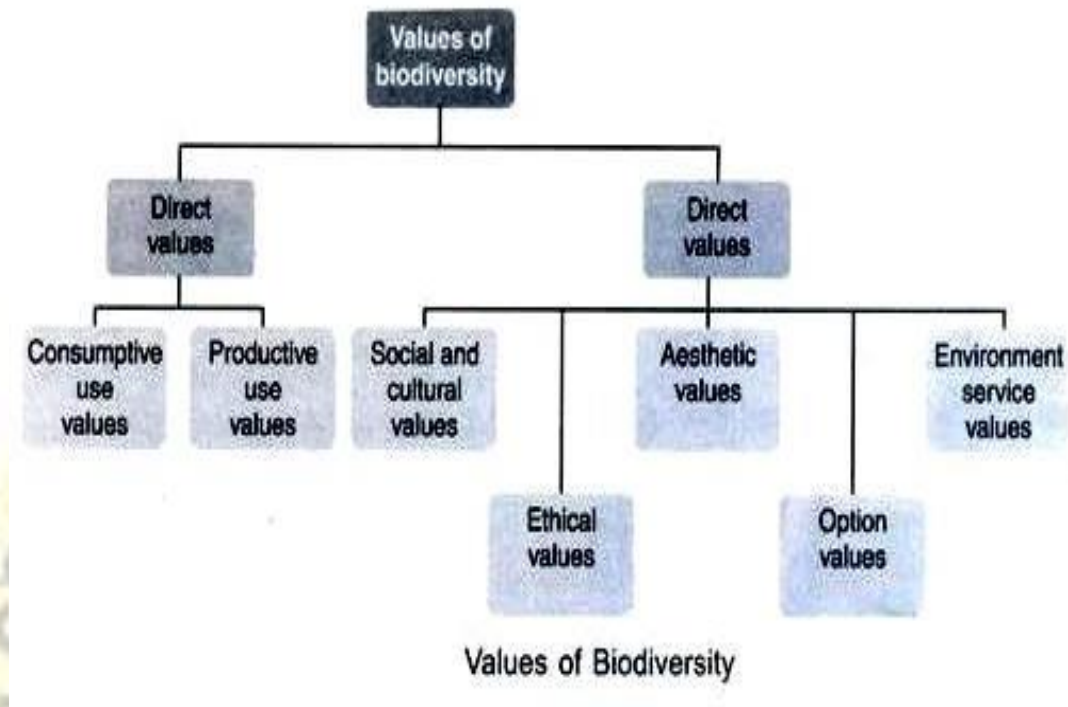 Values of
biodiversity
Direct
values
Direct
values
Consumptive
use
values
Productive
use
values
Social and
cultural
values
Aesthetic
values
Environment
service
values
Ethical
values
Option
values
Values of Biodiversity